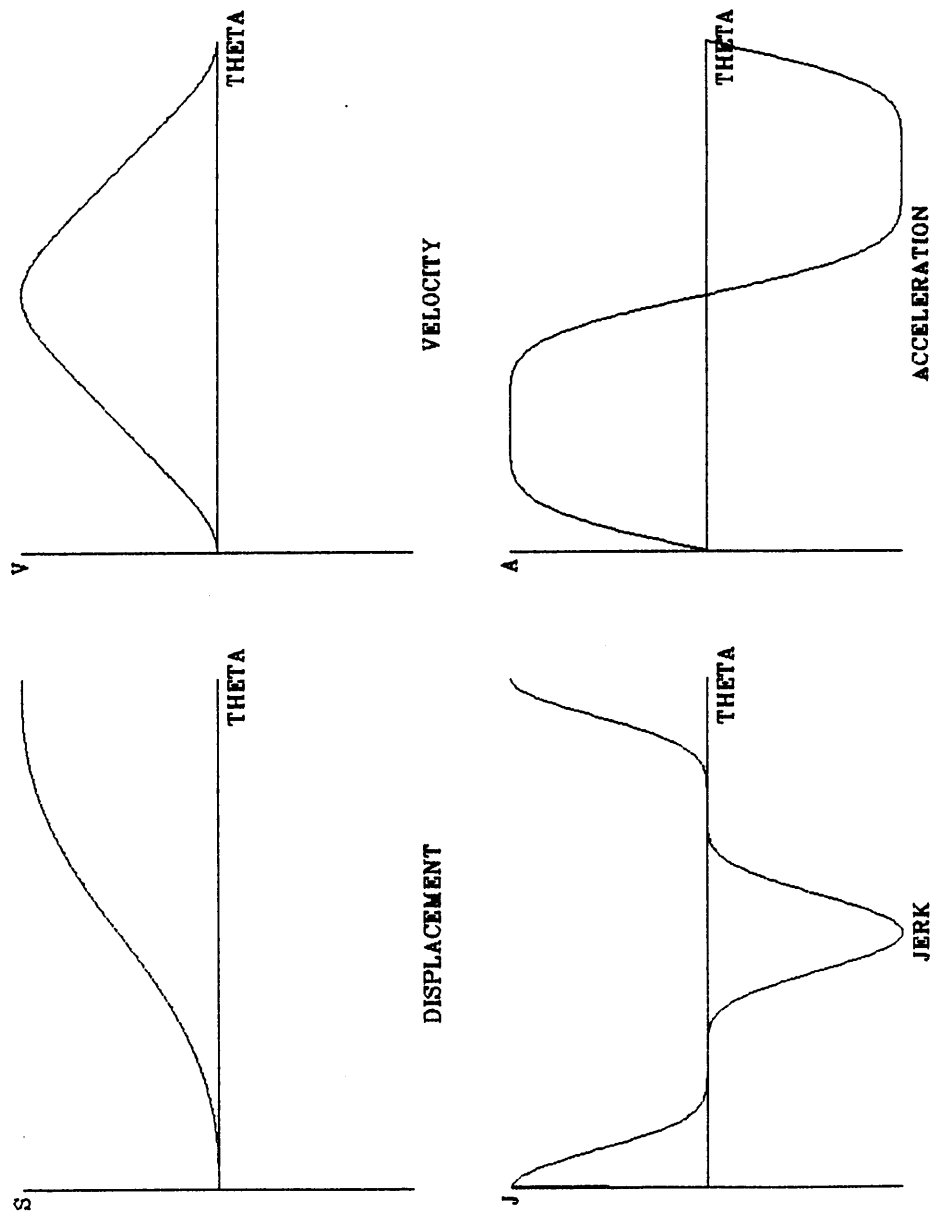 S
THETA
DISPLACEMENT
V
THETA
VELOCITY
J
THETA
JERK
A
THETA
ACCELERATION